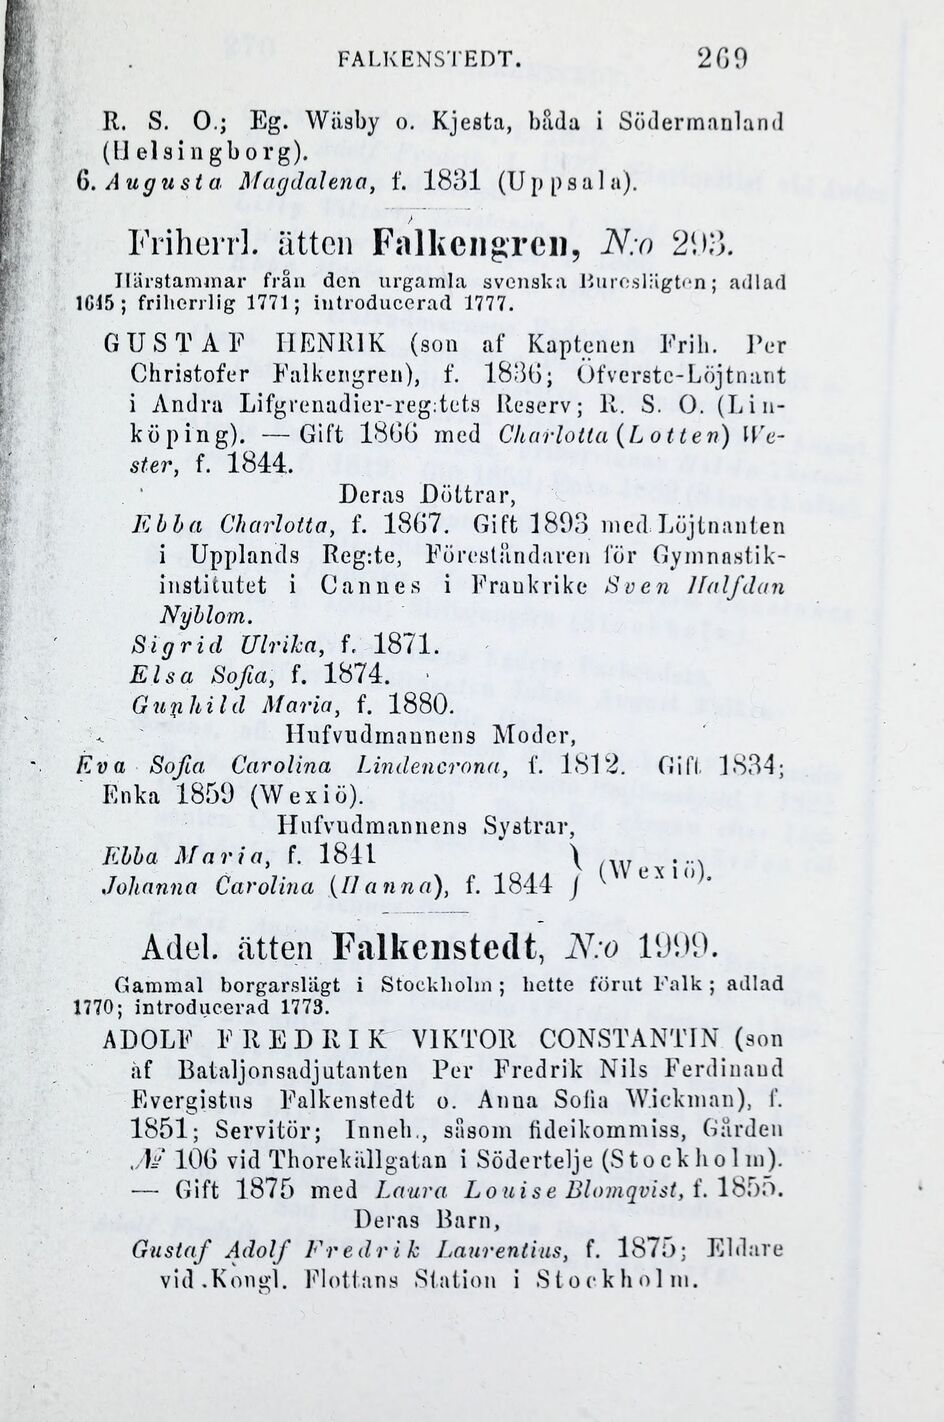 FALKENSTEDT. 269
R. S. O.; Eg. Wäsby o. Kjesta, båda i Södermanland
(Helsingborg).
6. Augusta Magdalena, f. 1831 (Uppsala).
Friherrl. ätten Falkengren, N:o 293.
Härstammar från den urgamla svenska Bureslägten; adlad
1645; friherrlig 1771; introducerad 1777.
GUSTAF HENRIK (son af Kaptenen Frih. Per
Christofer Falkengren), f. 1836; Öfverste-Löjtnant
i Andra Lifgrenadier-reg:tets Reserv; R. S. O. (Lin-
köping). — Gift 1866 med Charlotta (Lotten) We-
ster, f. 1844.
Deras Döttrar,
Ebba Charlotta, f. 1867. Gift 1893 med Löjtnanten
i Upplands Reg:te, Föreståndaren för Gymnastik-
institutet i Cannes i Frankrike Sven Halfdan
Nyblom.
Sigrid Ulrika, f. 1871.
Elsa Sofia, f. 1874.
Gunhild Maria, f. 1880.
Hufvudmannens Moder,
Eva Sofia Carolina Lindencrona, f. 1812. Gift 1834;
Enka 1859 (Wexiö).
Hufvudmannens Systrar,
Ebba Maria, f. 1841
Johanna Carolina (Hanna), f. 1844 } (Wexiö).
Adel. ätten Falkenstedt, N:o 1999.
Gammal borgarslägt i Stockholm; hette förut Falk; adlad
1770; introducerad 1773.
ADOLF FREDRIK VIKTOR CONSTANTIN (son
af Bataljonsadjutanten Per Fredrik Nils Ferdinand
Evergistus Falkenstedt o. Anna Sofia Wickman), f.
1851; Servitör; Inneh., såsom fideikommiss, Gården
№ 106 vid Thorekällgatan i Södertelje (Stockholm).
— Gift 1875 med Laura Louise Blomqvist, f. 1855.
Deras Barn,
Gustaf Adolf Fredrik Laurentius, f. 1875; Eldare
vid Kongl. Flottans Station i Stockholm.